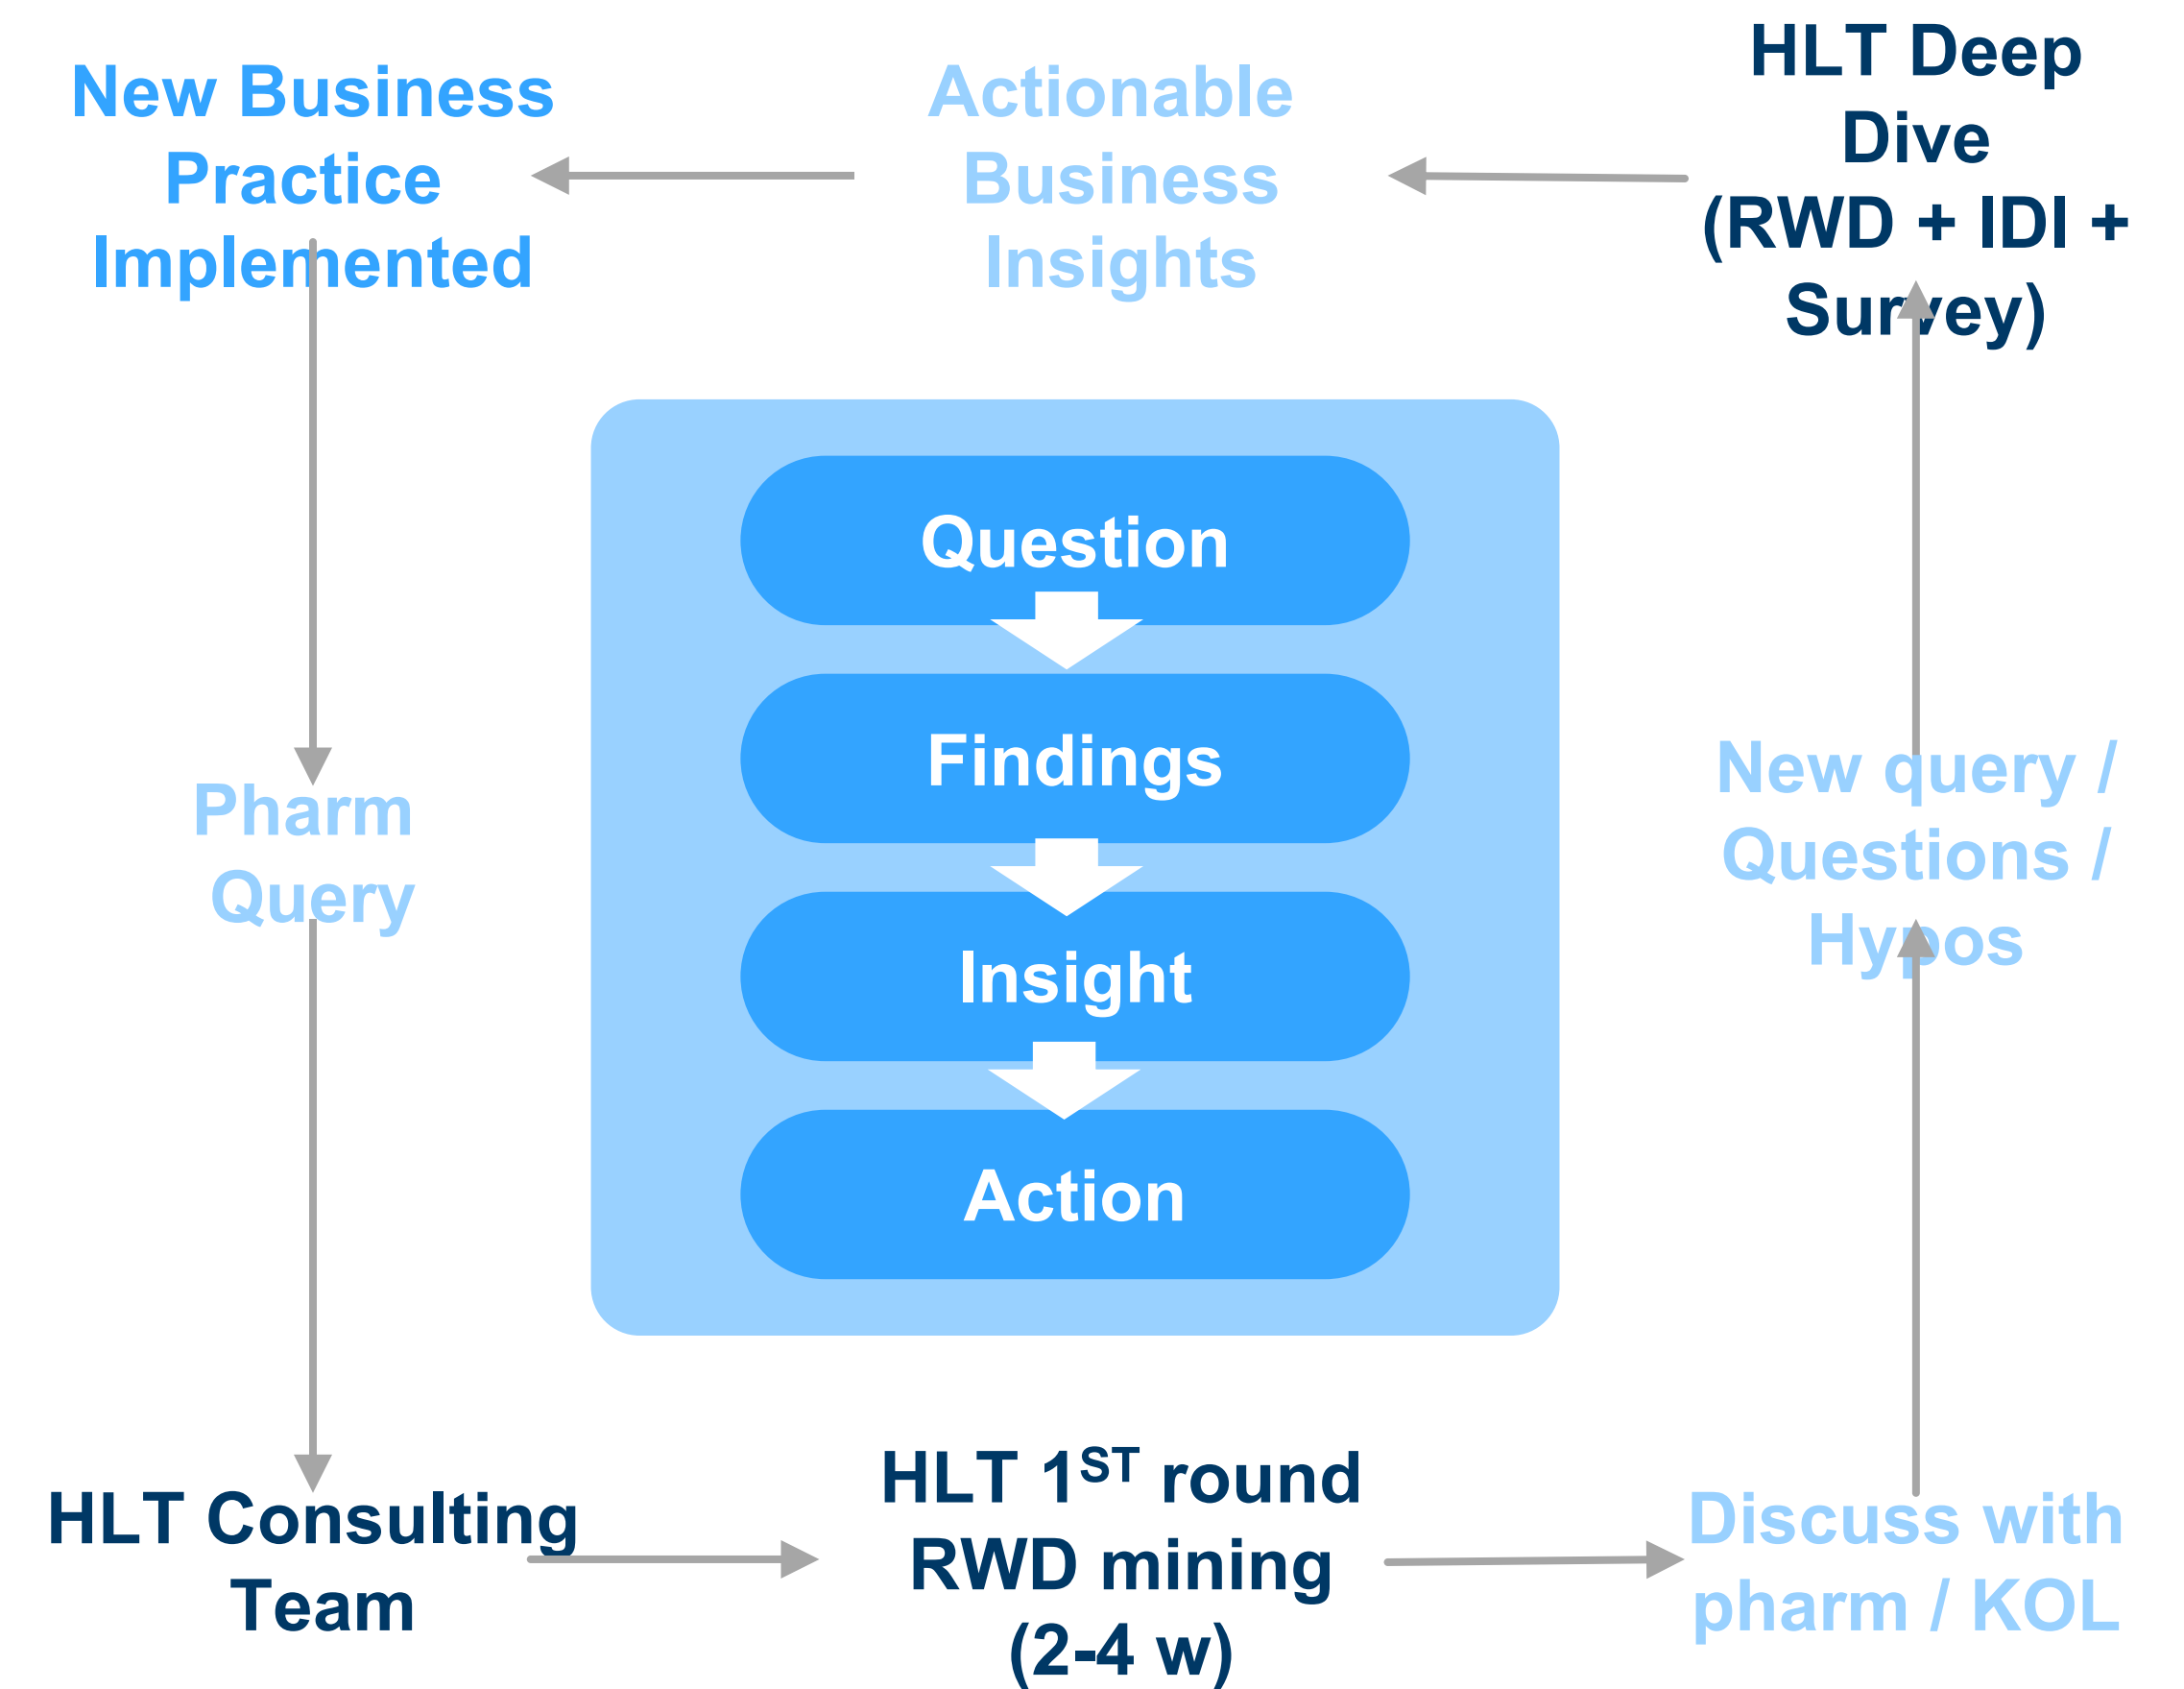 New Business
Practice
Implemented
Actionable
Business
Insights
HLT Deep
Dive
(RWD + IDI +
Survey)
Question
Findings
Insight
Action
Pharm
Query
New query /
Questions /
Hypos
HLT Consulting
Team
HLT 1ST round
RWD mining
(2-4 w)
Discuss with
pharm / KOL